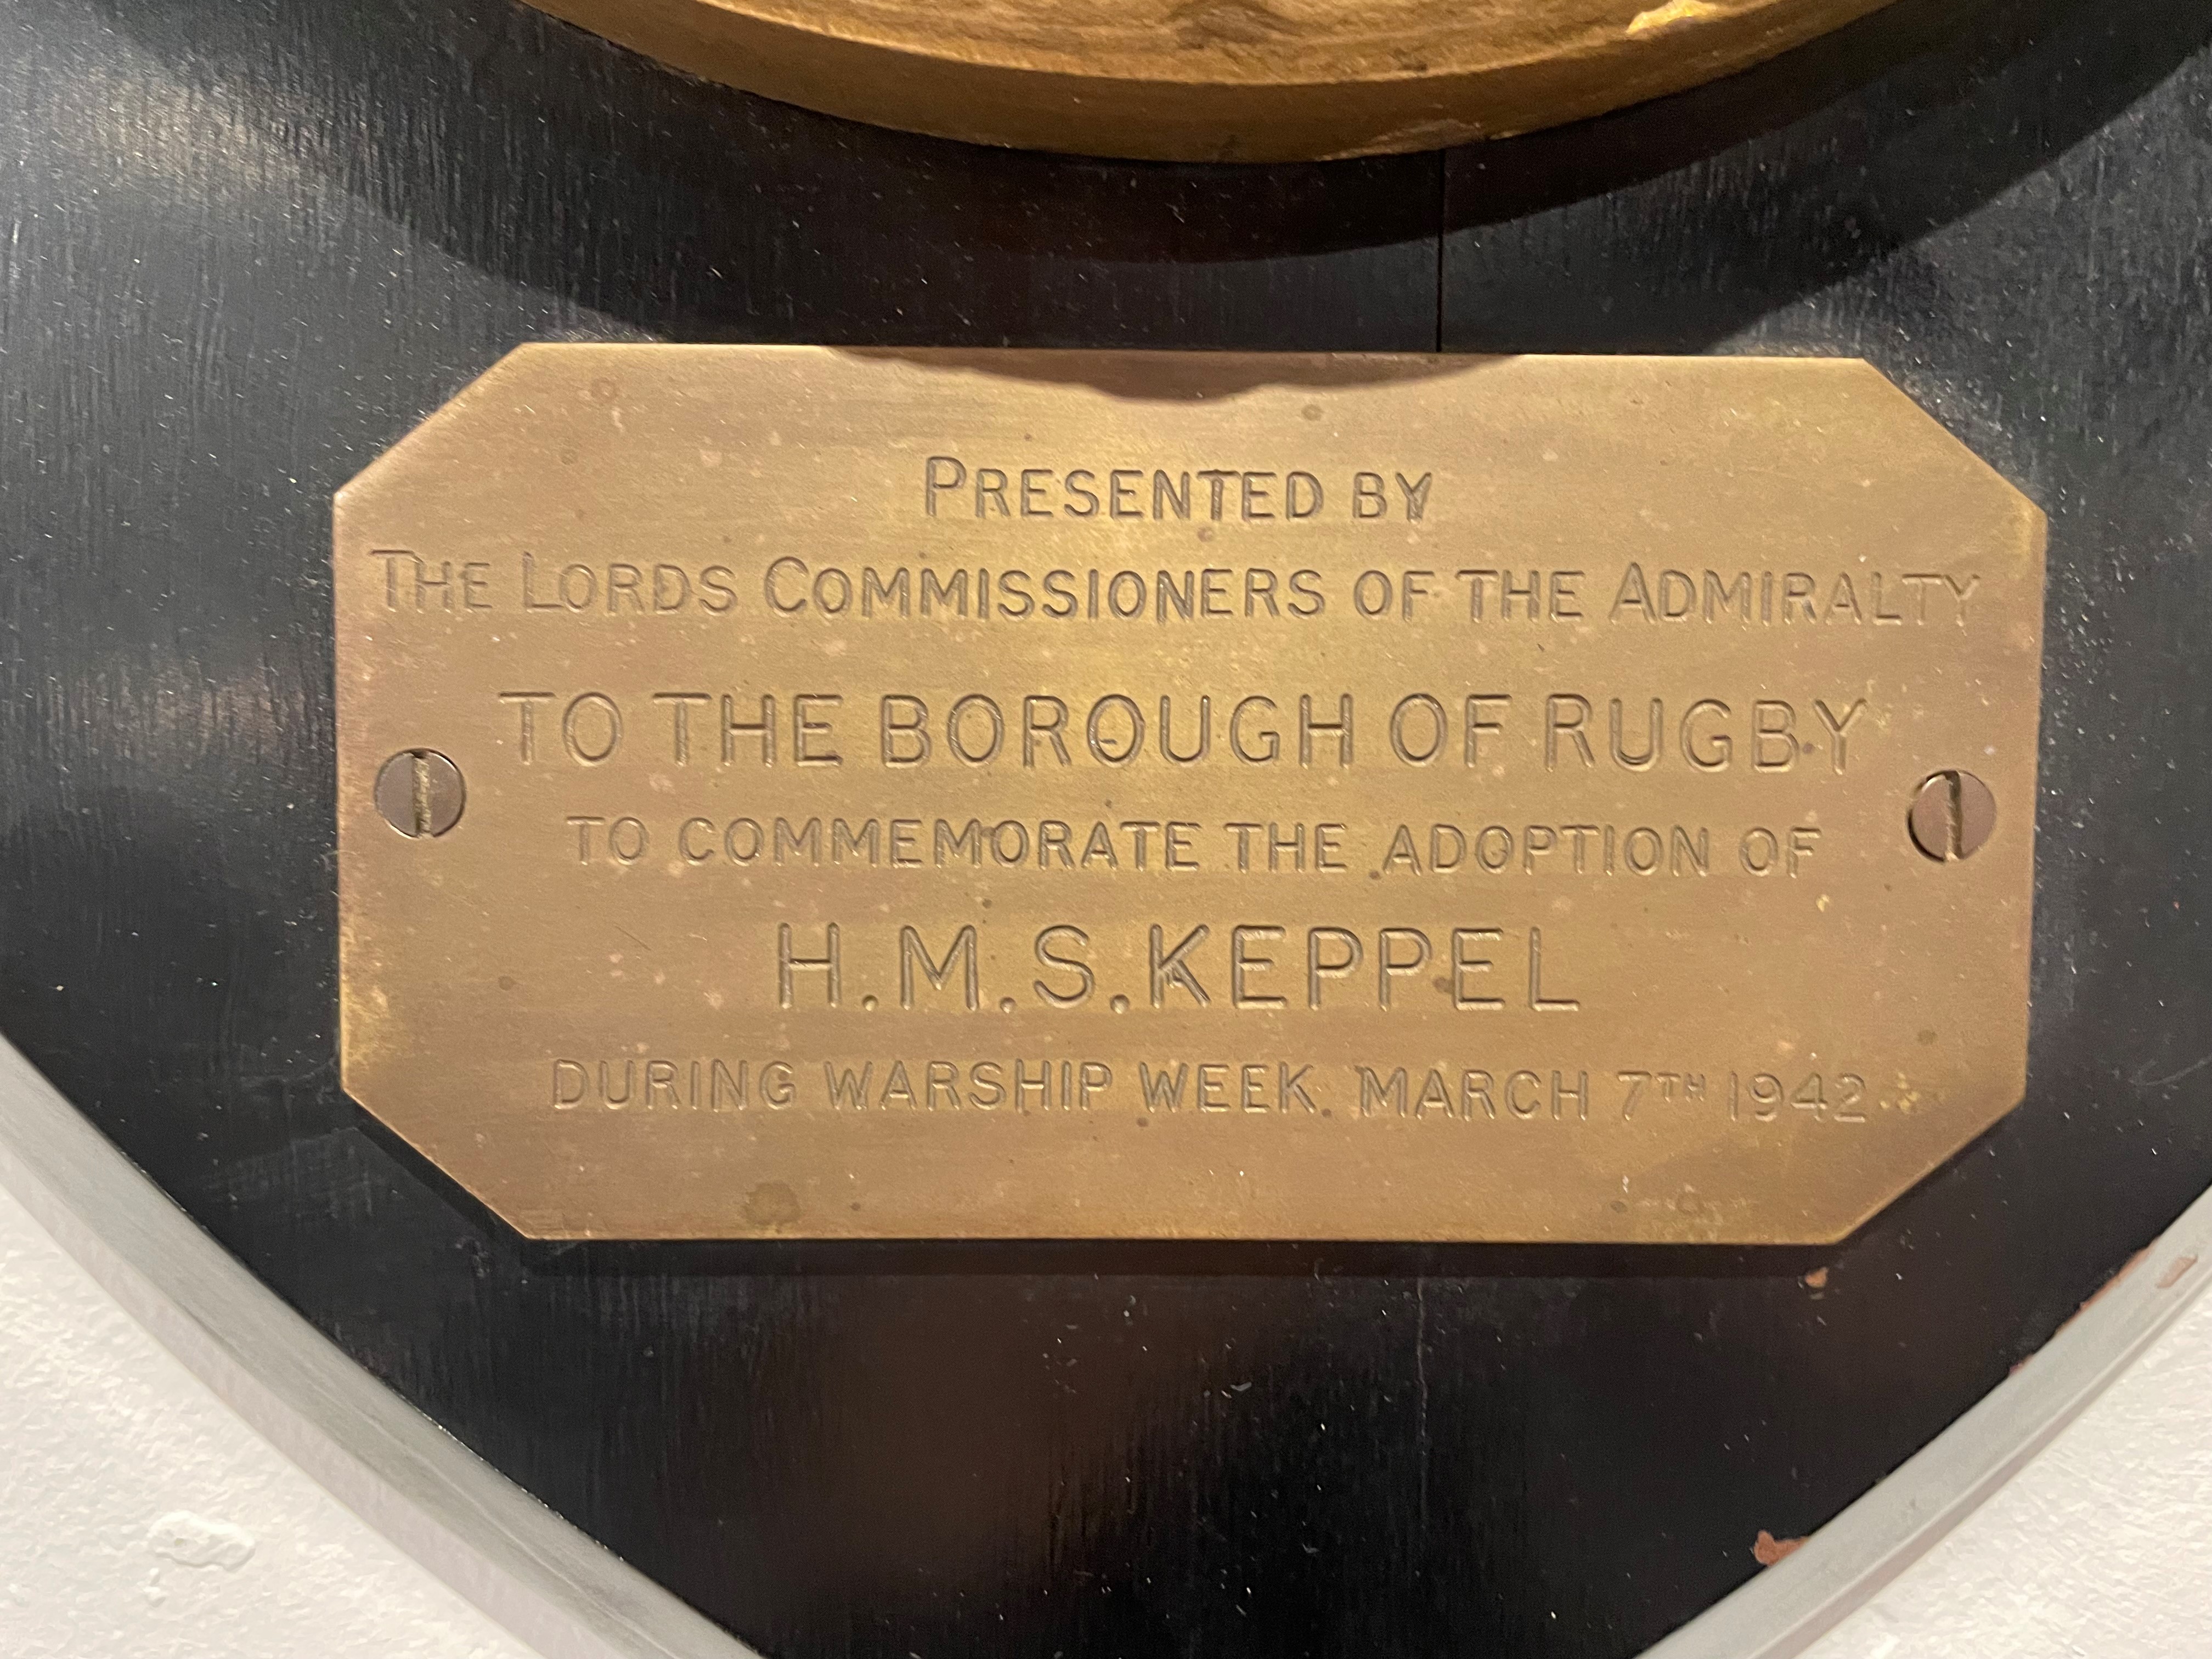 PRESENTED BY
THE LORDS COMMISSIONERS OF THE ADMIRALTY
TO THE BOROUGH OF RUGBY
TO COMMEMORATE THE ADOPTION OF
H.M.S.KEPPEL
DURING WARSHIP WEEK. MARCH 7TH 1942